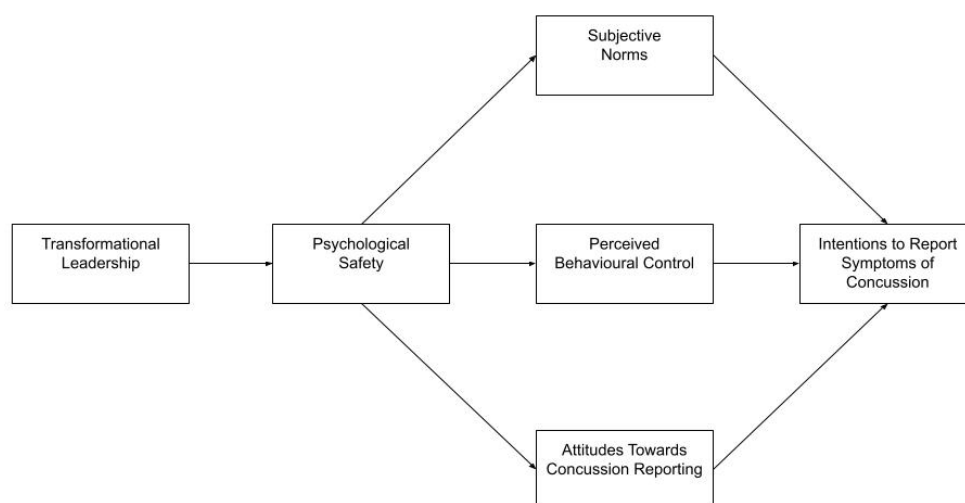 Subjective
Norms
Transformational
Leadership
Psychological
Safety
Perceived
Behavioural Control
Intentions to Report
Symptoms of
Concussion
Attitudes Towards
Concussion Reporting